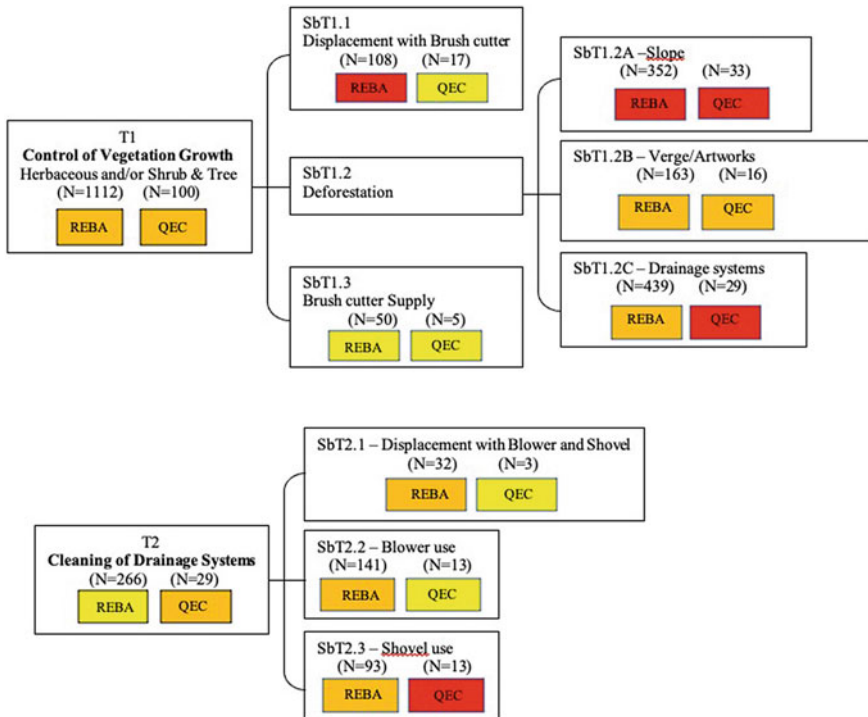 T1
Control of Vegetation Growth
Herbaceous and/or Shrub & Tree
(N=1112) (N=100)
REBA QEC
SbT1.1
Displacement with Brush cutter
(N=108) (N=17)
REBA QEC
SbT1.2
Deforestation
SbT1.3
Brush cutter Supply
(N=50) (N=5)
REBA QEC
SbT1.2A –Slope
(N=352) (N=33)
REBA QEC
SbT1.2B – Verge/Artworks
(N=163) (N=16)
REBA QEC
SbT1.2C – Drainage systems
(N=439) (N=29)
REBA QEC
T2
Cleaning of Drainage Systems
(N=266) (N=29)
REBA QEC
SbT2.1 – Displacement with Blower and Shovel
(N=32) (N=3)
REBA QEC
SbT2.2 – Blower use
(N=141) (N=13)
REBA QEC
SbT2.3 – Shovel use
(N=93) (N=13)
REBA QEC